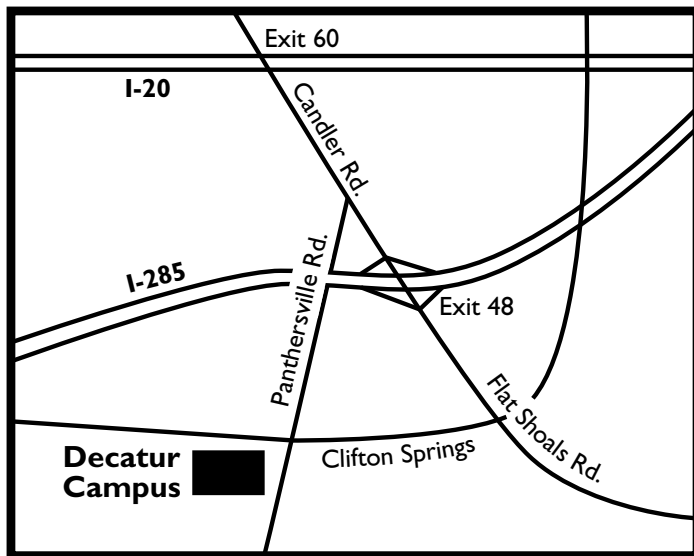 Exit 60
I-20
Candler Rd.
Panthersville Rd.
I-285
Exit 48
Flat Shoals Rd.
Clifton Springs
Decatur
Campus